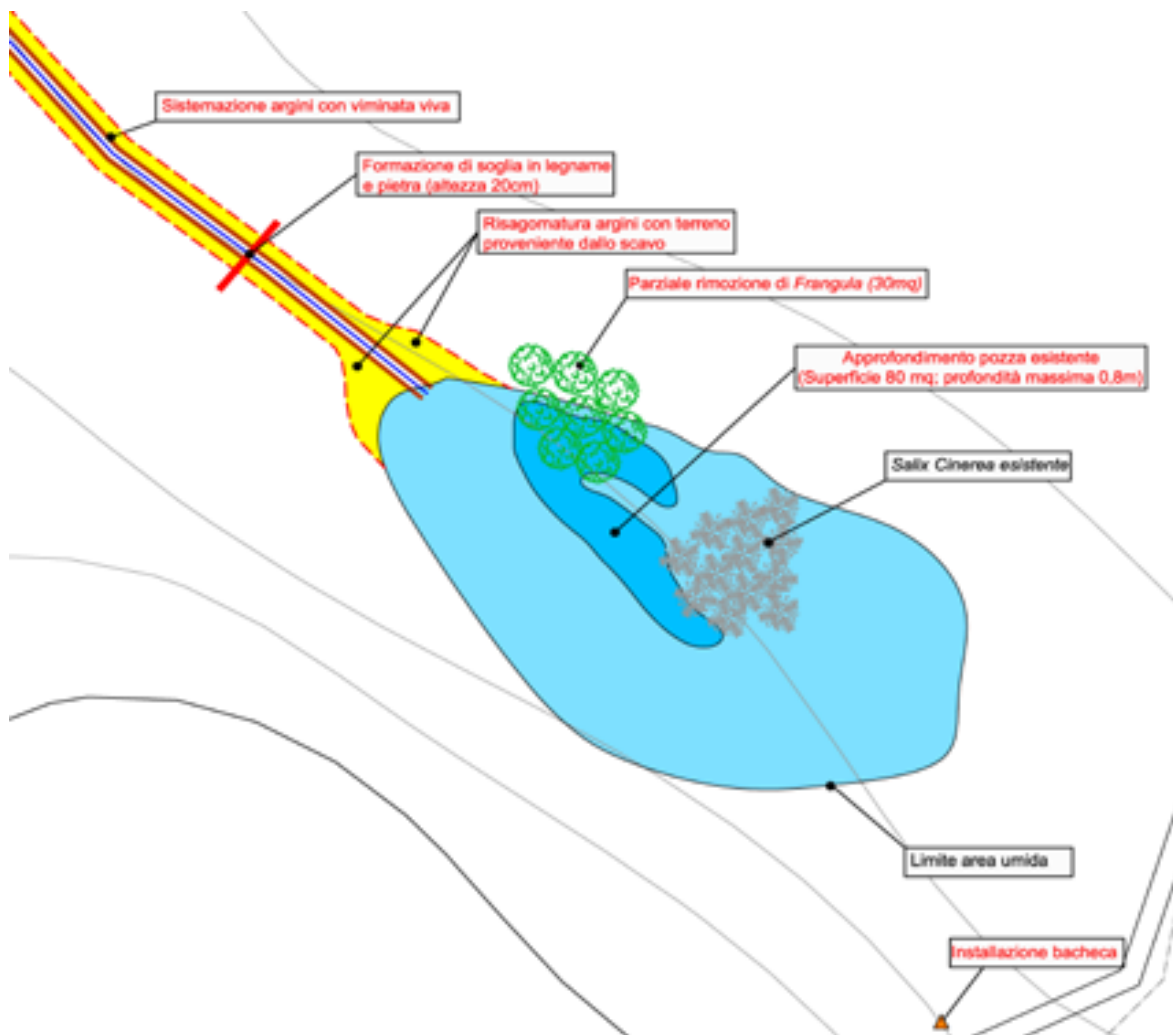 Sistemazione argini con viminata viva
Formazione di soglia in legname
e pietra (altezza 20cm)
Risagomatura argini con terreno
proveniente dallo scavo
Parziale rimozione di Frangula (30mq)
Approfondimento pozza esistente
(Superficie 80 mq; profondità massima 0,8m)
Salix Cinerea esistente
Limite area umida
Installazione bacheca